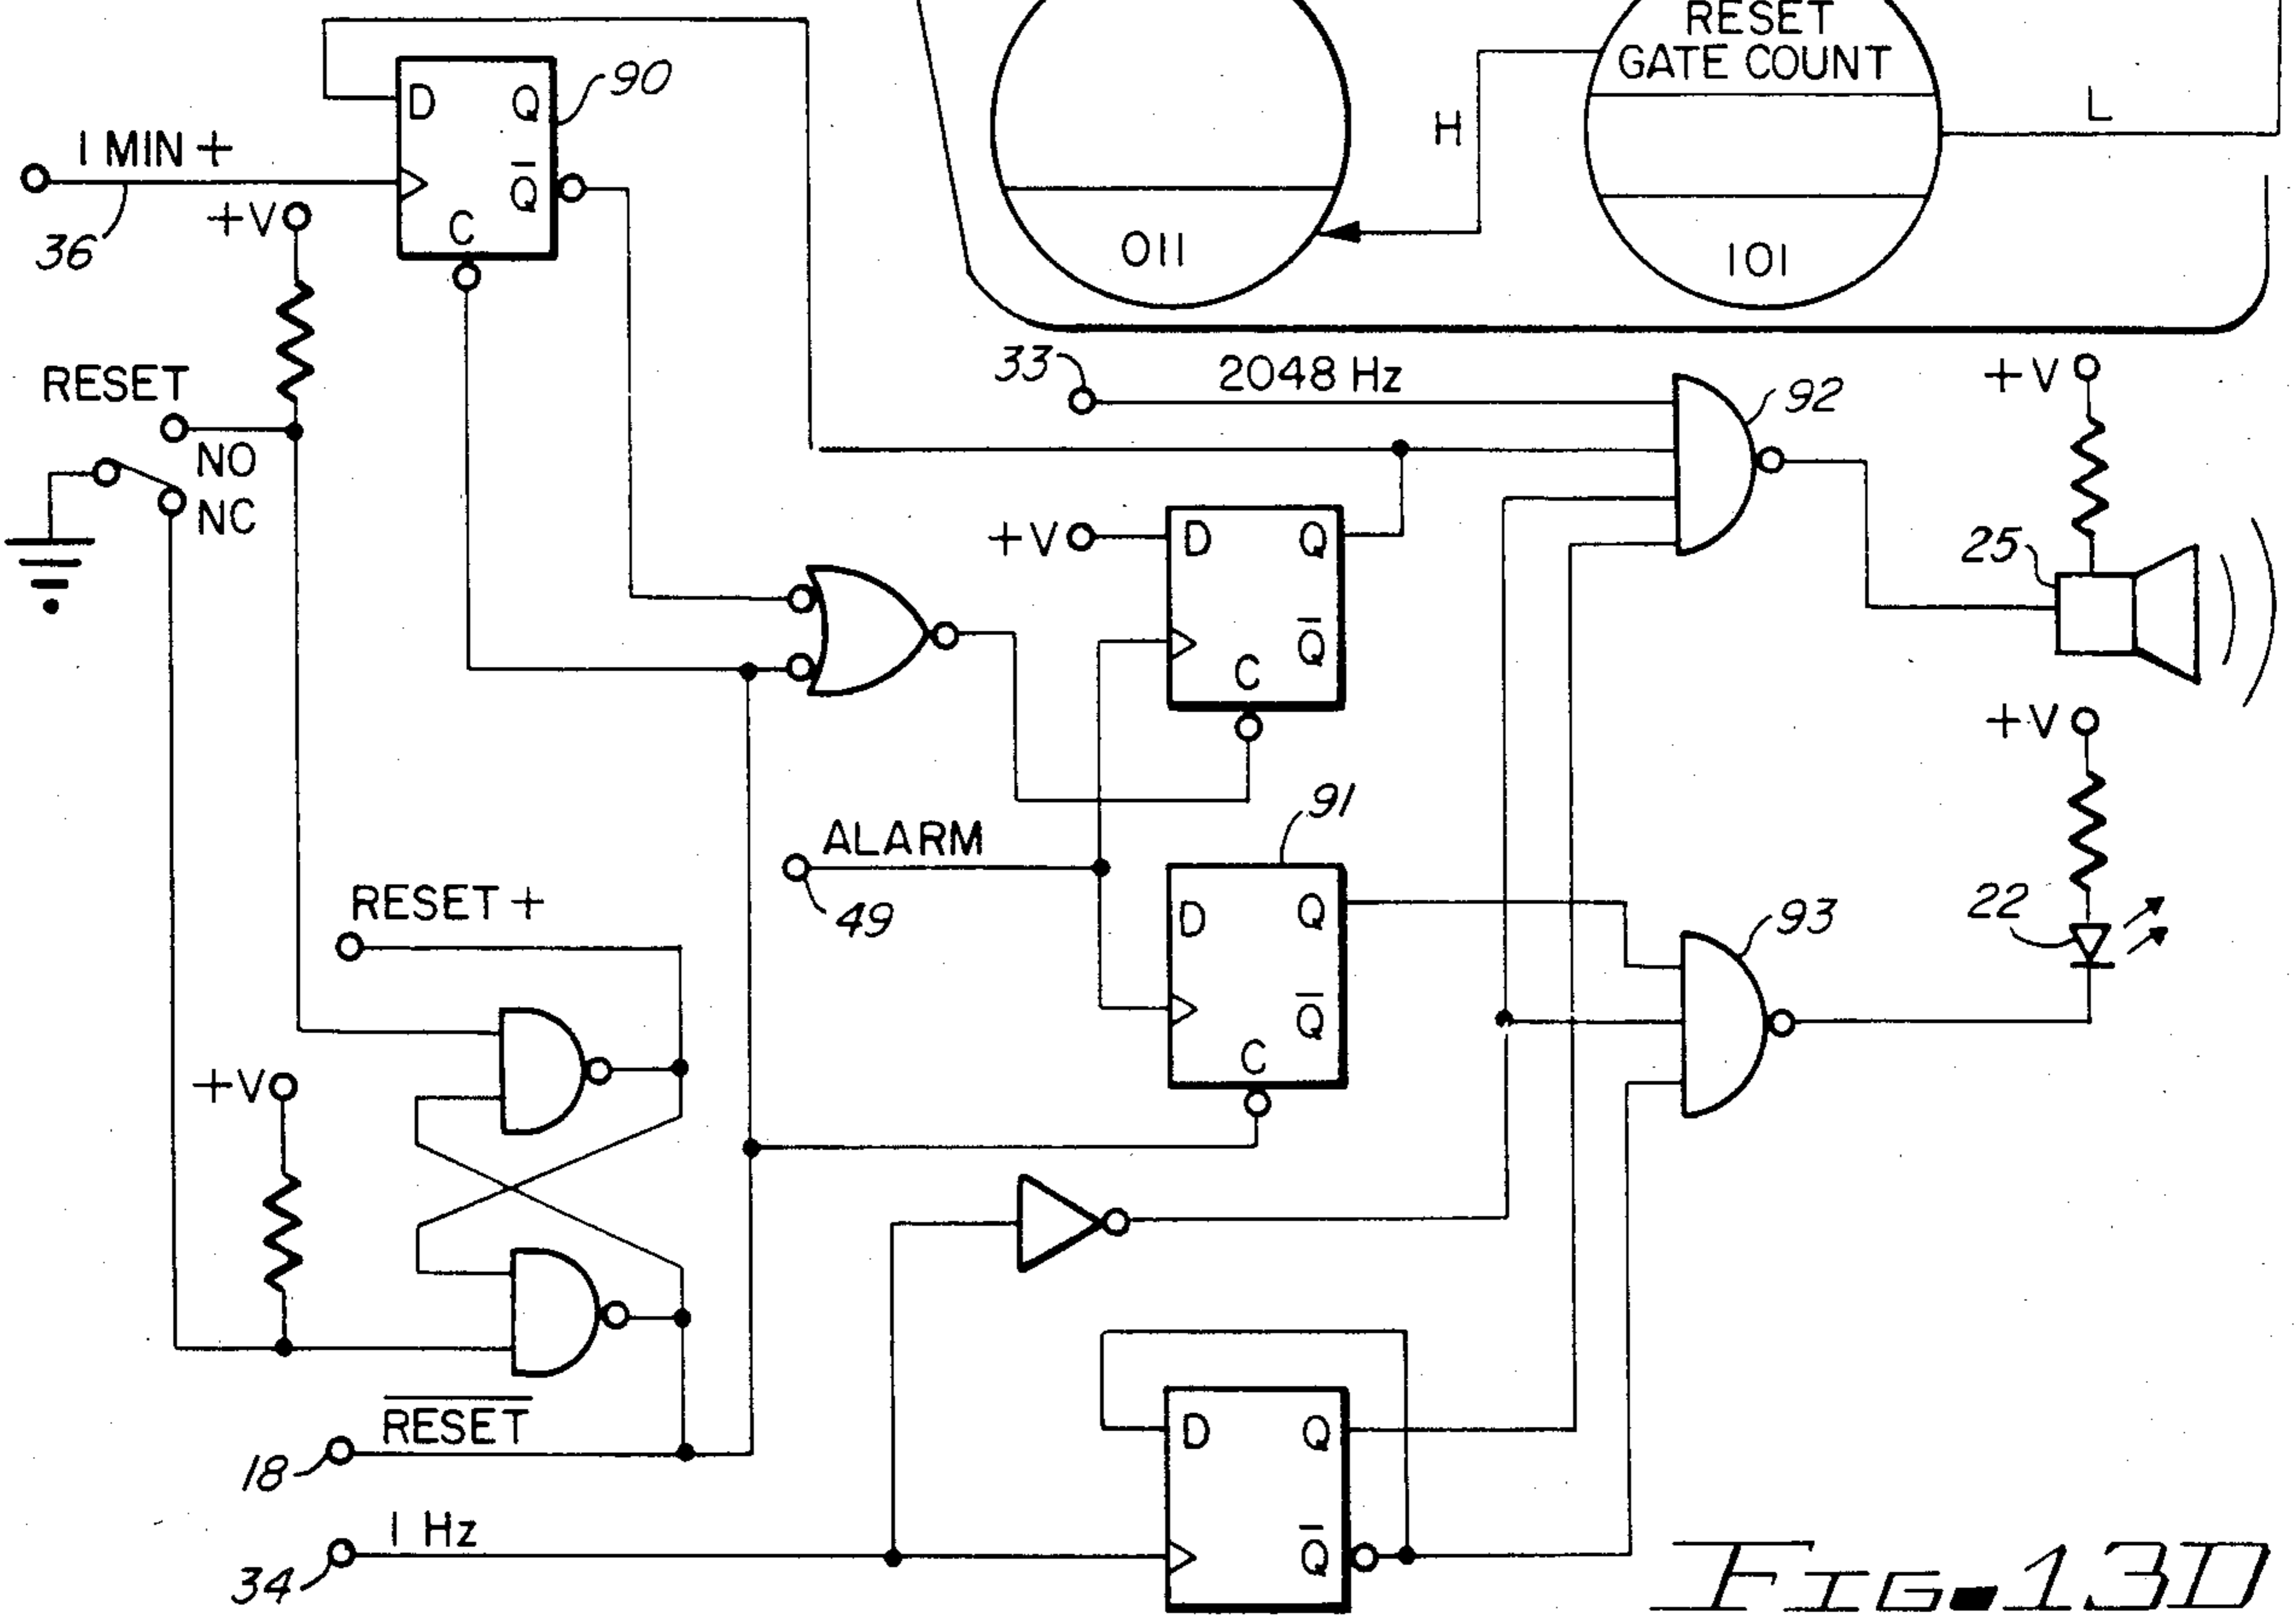 RESET
GATE COUNT
H
L
011
101
D
Q
90
1 MIN +
Q̅
C
36
+V
RESET
NO
NC
33
2048 Hz
92
+V
+V
D
Q
Q̅
C
25
+V
ALARM
49
91
D
Q
Q̅
C
22
93
RESET +
+V
R̅E̅S̅E̅T̅
18
D
Q
Q̅
1 Hz
34
FIG. 13D